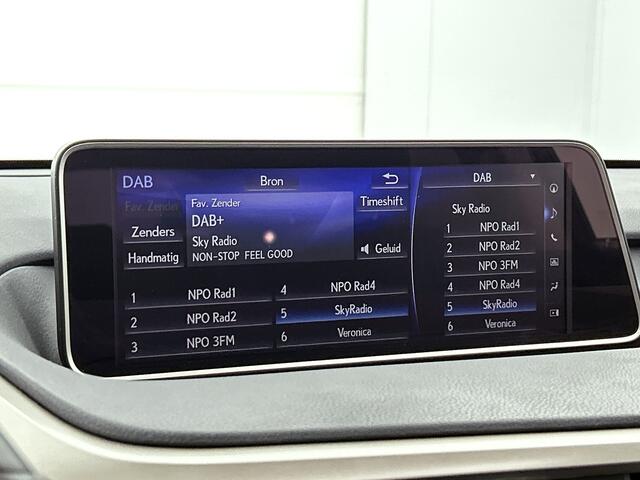 DAB
Bron
Fav. Zender
Zenders
Handmatig
Fav. Zender
DAB+
Sky Radio
NON-STOP FEEL GOOD
Timeshift
Geluid
1 NPO Rad1
2 NPO Rad2
3 NPO 3FM
4 NPO Rad4
5 SkyRadio
6 Veronica
DAB
Sky Radio
1 NPO Rad1
2 NPO Rad2
3 NPO 3FM
4 NPO Rad4
5 SkyRadio
6 Veronica